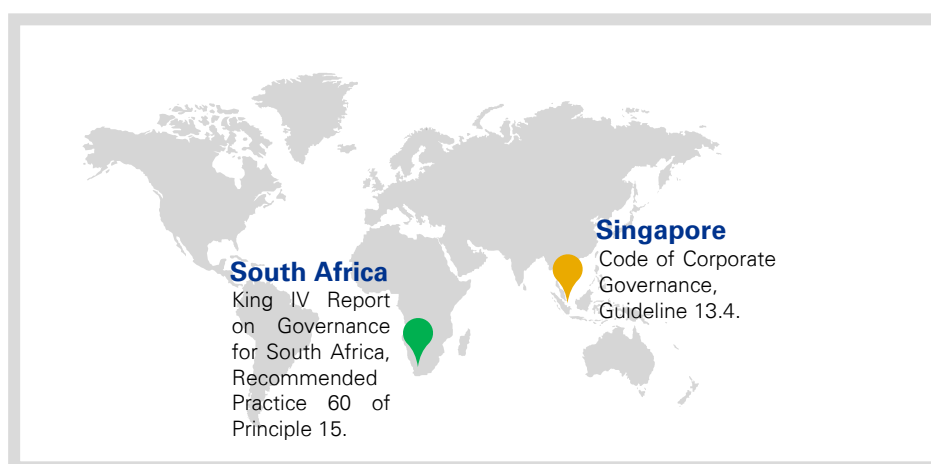 South Africa
King IV Report
on Governance
for South Africa,
Recommended
Practice 60 of
Principle 15.
Singapore
Code of Corporate
Governance,
Guideline 13.4.